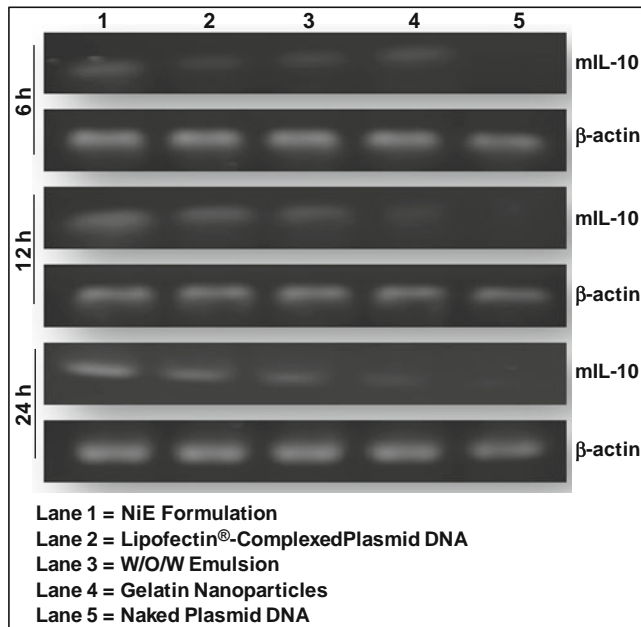 1 2 3 4 5
mIL-10
6 h
β-actin
mIL-10
12 h
β-actin
mIL-10
24 h
β-actin
Lane 1 = NiE Formulation
Lane 2 = Lipofectin®-ComplexedPlasmid DNA
Lane 3 = W/O/W Emulsion
Lane 4 = Gelatin Nanoparticles
Lane 5 = Naked Plasmid DNA